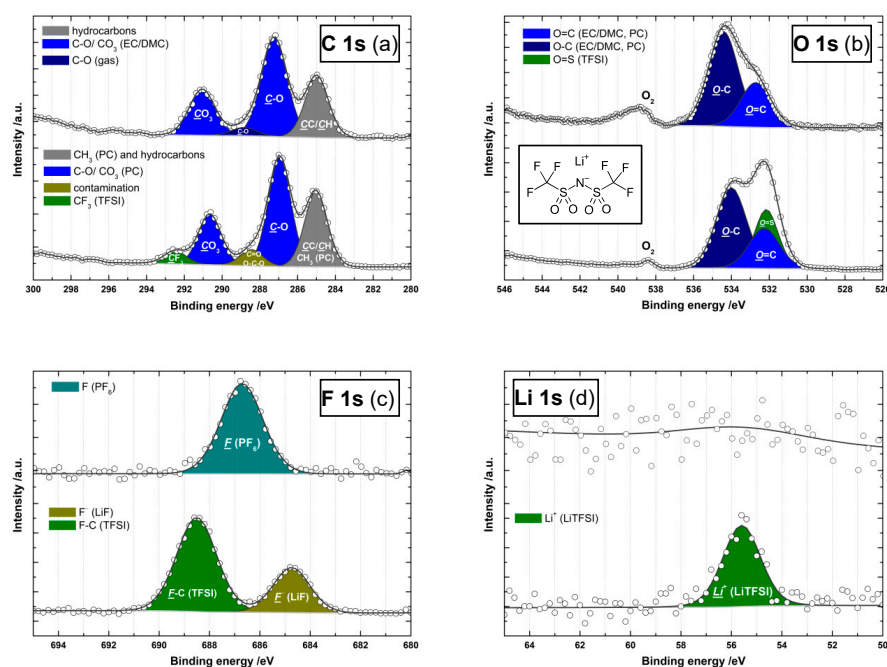 hydrocarbons
C-O/ CO3 (EC/DMC)
C-O (gas)
C 1s (a)
CO3
C-O
C-O
CC/CH
CH3 (PC) and hydrocarbons
C-O/ CO3 (PC)
contamination
CF3 (TFSI)
CF
CO3
C=O
O-C-O
C-O
CC/CH
CH3 (PC)
Intensity /a.u.
300 298 296 294 292 290 288 286 284 282 280
Binding energy /eV
O=C (EC/DMC, PC)
O-C (EC/DMC, PC)
O=S (TFSI)
O 1s (b)
O2
O-C
O=C
Li+
F F
F F
F F
N-
S S
O O O O
O2
O-C
O=S
O=C
Intensity /a.u.
546 544 542 540 538 536 534 532 530 528 526
Binding energy /eV
F (PF6)
F 1s (c)
F (PF6)
F- (LiF)
F-C (TFSI)
F-C (TFSI)
F- (LiF)
Intensity /a.u.
694 692 690 688 686 684 682 680
Binding energy /eV
Li 1s (d)
Li+ (LiTFSI)
Li+ (LiTFSI)
Intensity /a.u.
64 62 60 58 56 54 52 50
Binding energy /eV